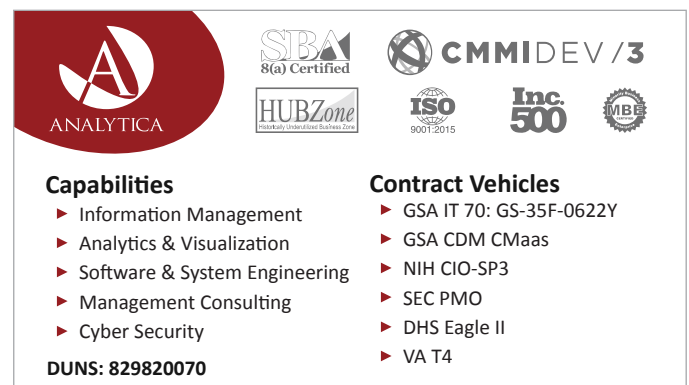 ANALYTICA
SBA
8(a) Certified
CMMIDEV/3
HUBZone
Historically Underutilized Business Zone
ISO
9001:2015
Inc.
500
MBE
CERTIFIED
Capabilities
► Information Management
► Analytics & Visualization
► Software & System Engineering
► Management Consulting
► Cyber Security
DUNS: 829820070
Contract Vehicles
► GSA IT 70: GS-35F-0622Y
► GSA CDM CMaas
► NIH CIO-SP3
► SEC PMO
► DHS Eagle II
► VA T4